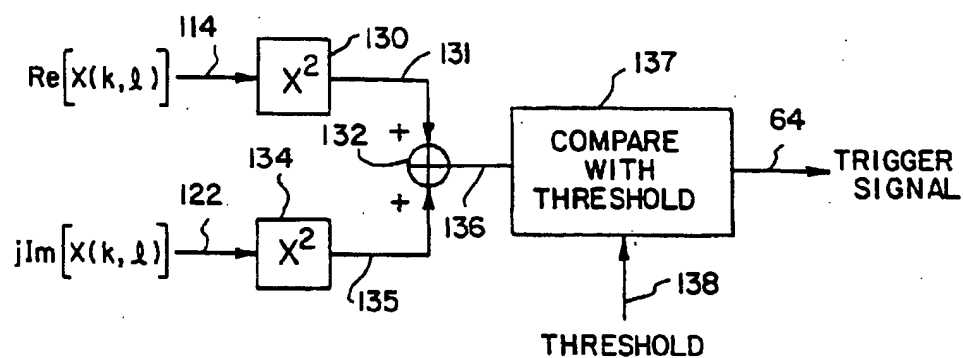 114
130
131
Re[X(k,ℓ)]
X²
137
+
132
COMPARE
WITH
THRESHOLD
64
TRIGGER
SIGNAL
134
+
136
122
jIm[X(k,ℓ)]
X²
135
138
THRESHOLD